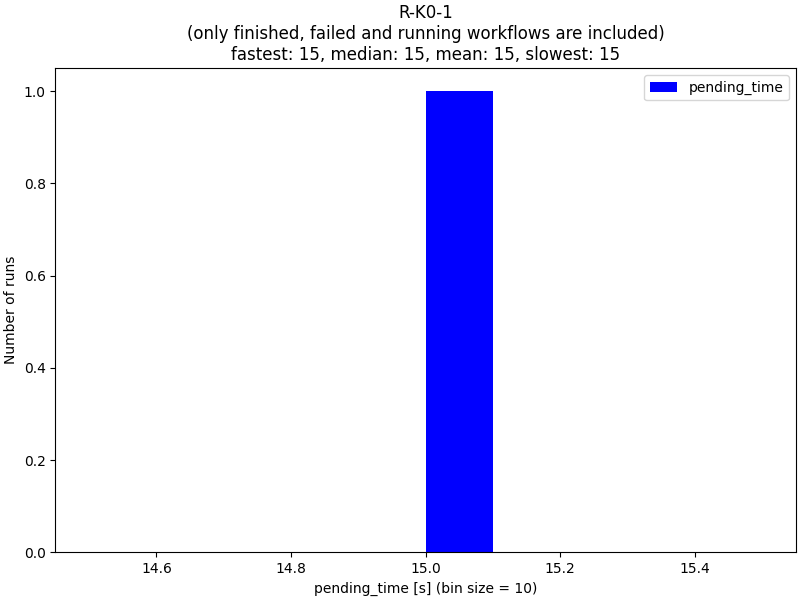 R-K0-1
(only finished, failed and running workflows are included)
fastest: 15, median: 15, mean: 15, slowest: 15
pending_time
1.0
0.8
0.6
0.4
0.2
0.0
Number of runs
14.6
14.8
15.0
15.2
15.4
pending_time [s] (bin size = 10)